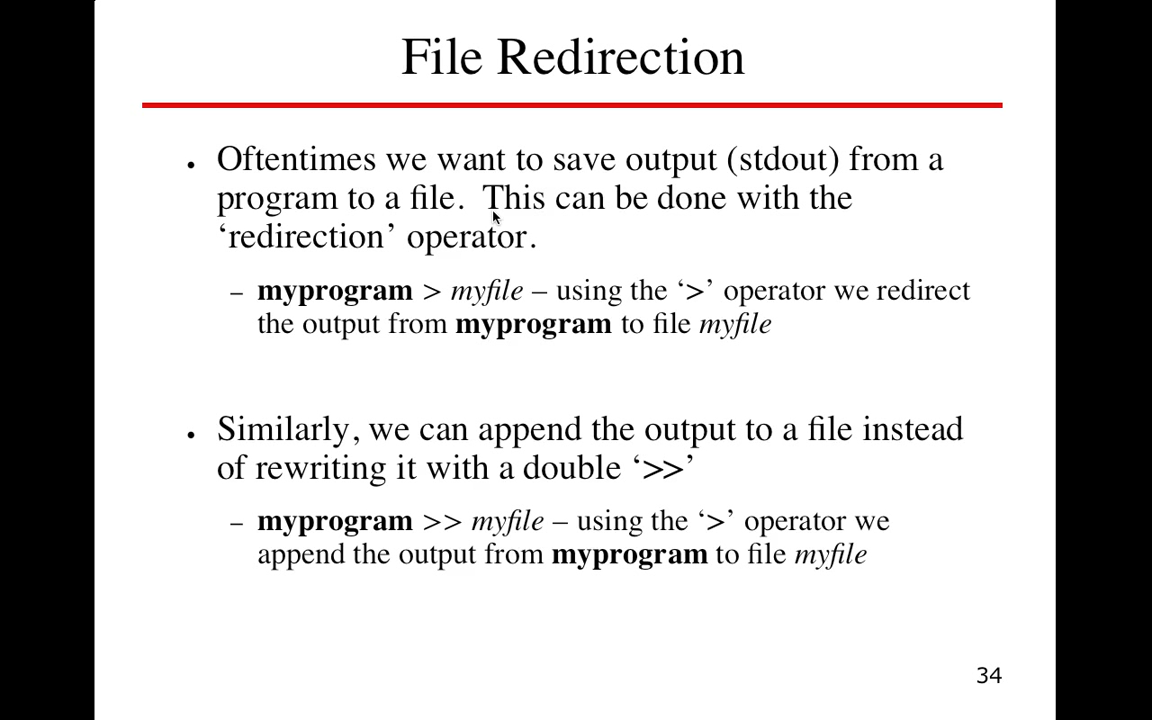 File Redirection
• Oftentimes we want to save output (stdout) from a
program to a file.  This can be done with the
‘redirection’ operator.
– myprogram > myfile – using the ‘>’ operator we redirect
the output from myprogram to file myfile
• Similarly, we can append the output to a file instead
of rewriting it with a double ‘>>’
– myprogram >> myfile – using the ‘>’ operator we
append the output from myprogram to file myfile
34